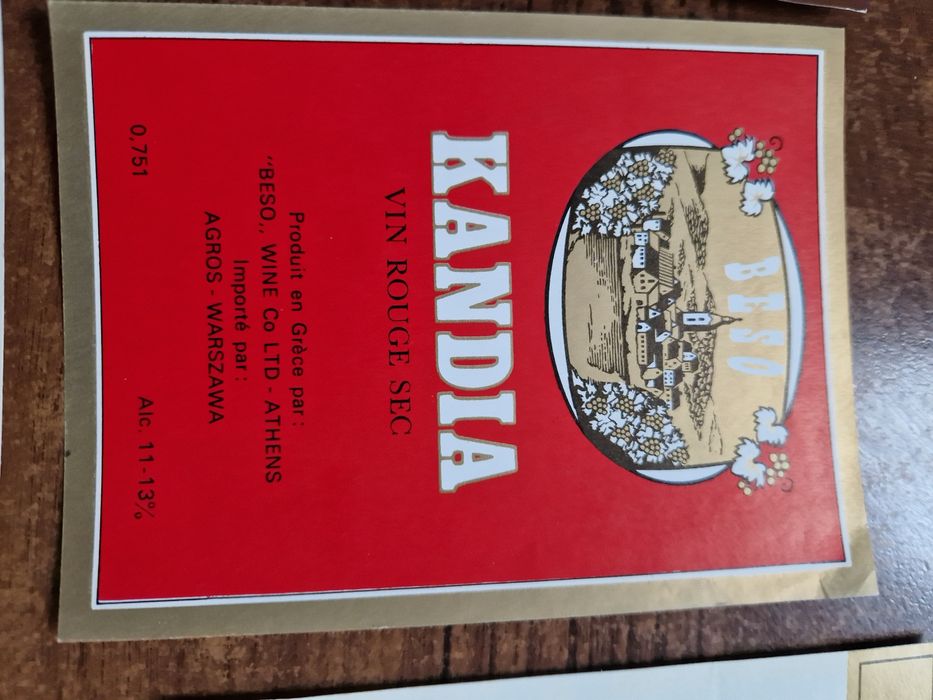 BESO
KANDIA
VIN ROUGE SEC
Produit en Grèce par :
"BESO,, WINE Co LTD - ATHENS
Importé par :
AGROS - WARSZAWA
0,75l Alc. 11-13%